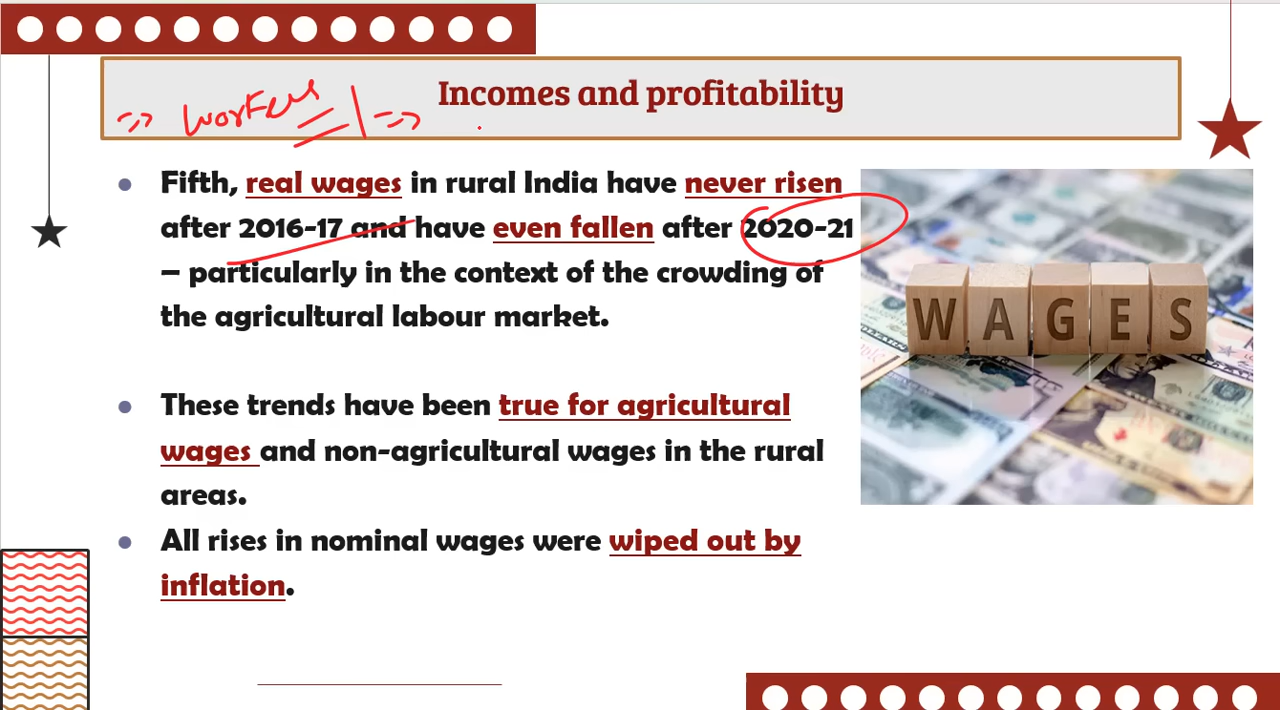 Incomes and profitability
=> workers | =>
Fifth, real wages in rural India have never risen
after 2016-17 and have even fallen after 2020-21
– particularly in the context of the crowding of
the agricultural labour market.
These trends have been true for agricultural
wages and non-agricultural wages in the rural
areas.
All rises in nominal wages were wiped out by
inflation.
WAGES